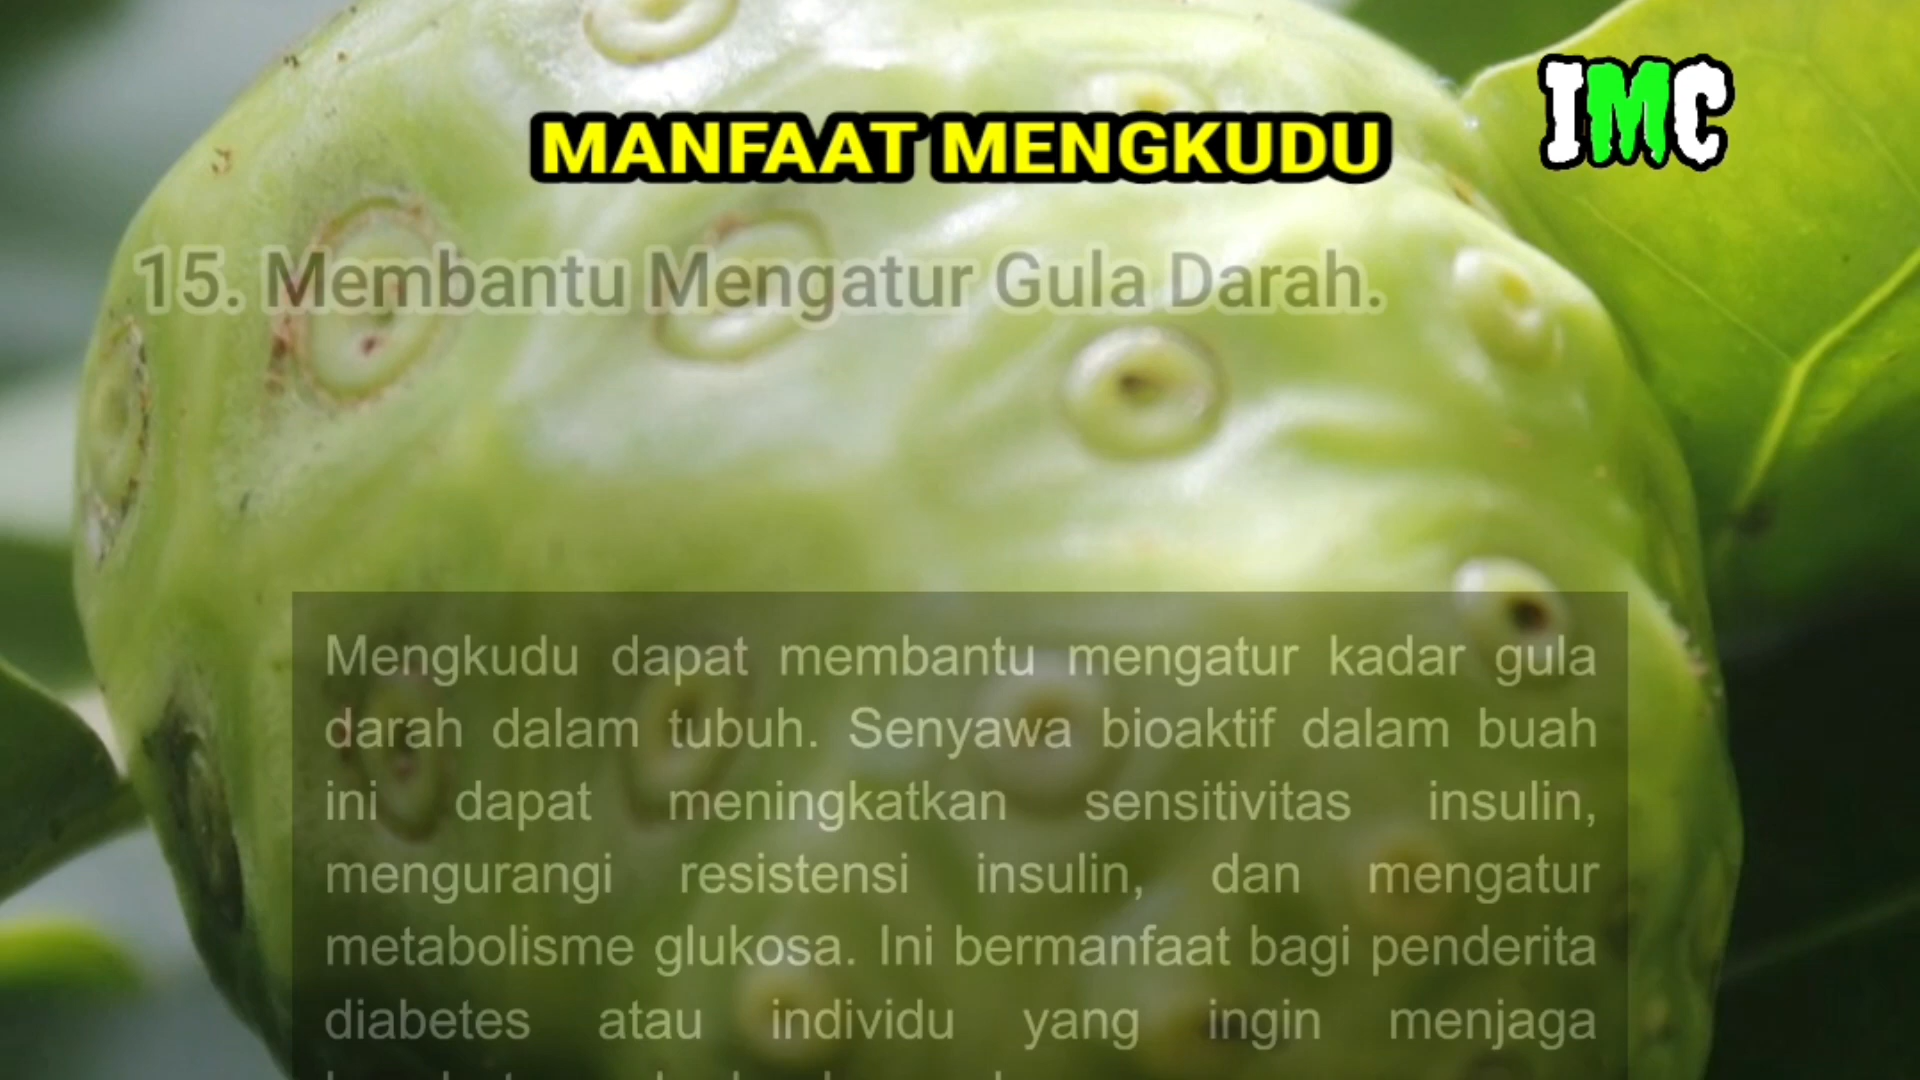 IMC
MANFAAT MENGKUDU
15. Membantu Mengatur Gula Darah.
Mengkudu dapat membantu mengatur kadar gula
darah dalam tubuh. Senyawa bioaktif dalam buah
ini dapat meningkatkan sensitivitas insulin,
mengurangi resistensi insulin, dan mengatur
metabolisme glukosa. Ini bermanfaat bagi penderita
diabetes atau individu yang ingin menjaga